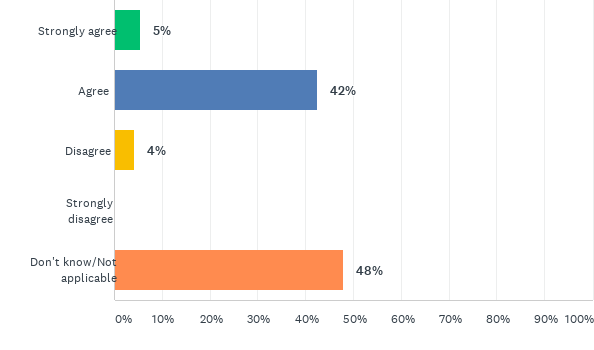 Strongly agree 5%
Agree 42%
Disagree 4%
Strongly
disagree
Don't know/Not
applicable 48%
0% 10% 20% 30% 40% 50% 60% 70% 80% 90% 100%